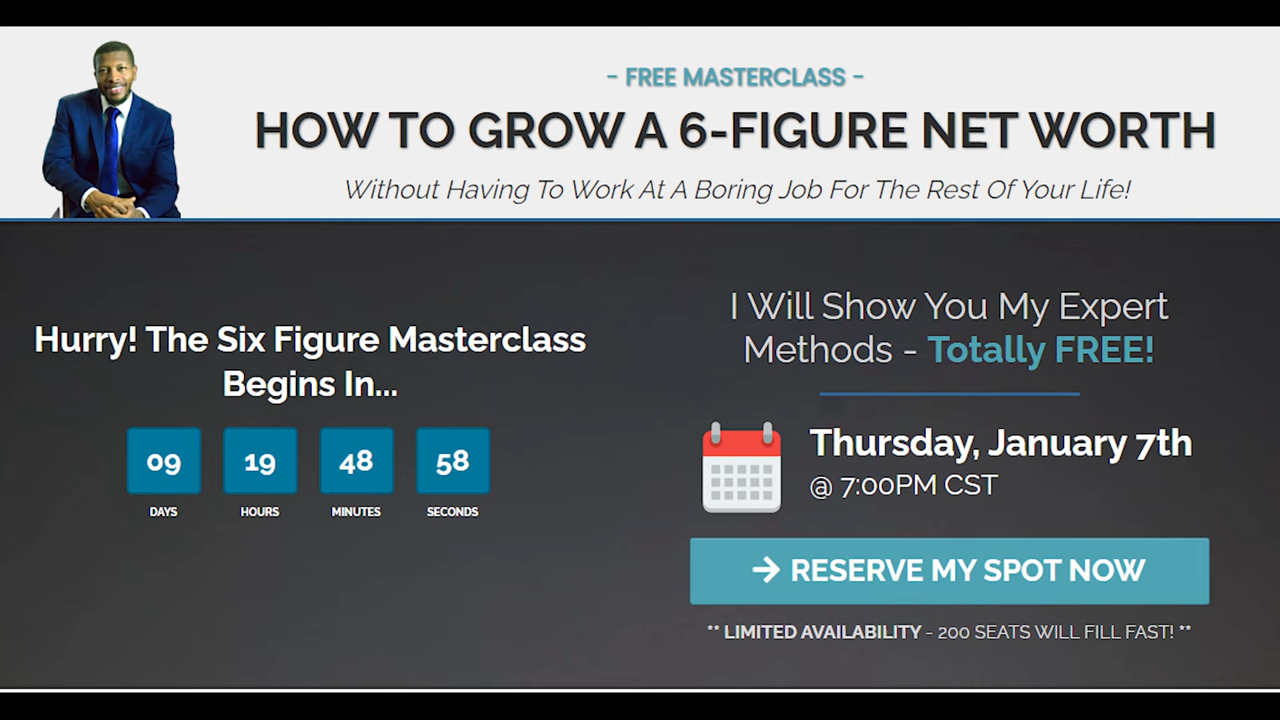 - FREE MASTERCLASS -
HOW TO GROW A 6-FIGURE NET WORTH
Without Having To Work At A Boring Job For The Rest Of Your Life!
Hurry! The Six Figure Masterclass
Begins In...
09 19 48 58
DAYS HOURS MINUTES SECONDS
I Will Show You My Expert
Methods - Totally FREE!
Thursday, January 7th
@ 7:00PM CST
→ RESERVE MY SPOT NOW
** LIMITED AVAILABILITY - 200 SEATS WILL FILL FAST! **